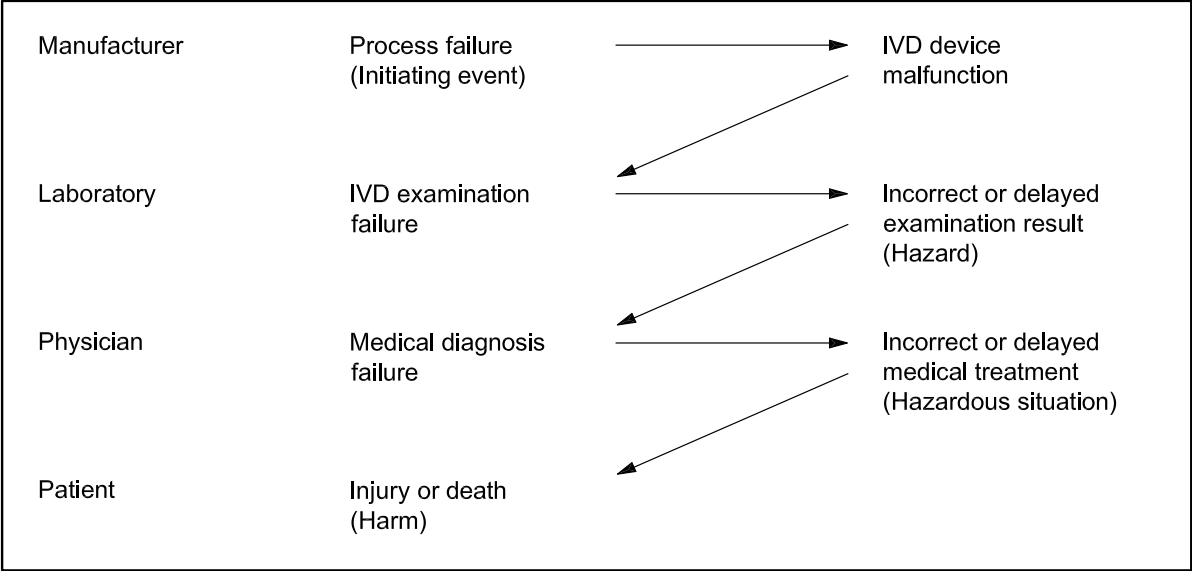 Manufacturer
Process failure
(Initiating event)
IVD device
malfunction
Laboratory
IVD examination
failure
Incorrect or delayed
examination result
(Hazard)
Physician
Medical diagnosis
failure
Incorrect or delayed
medical treatment
(Hazardous situation)
Patient
Injury or death
(Harm)